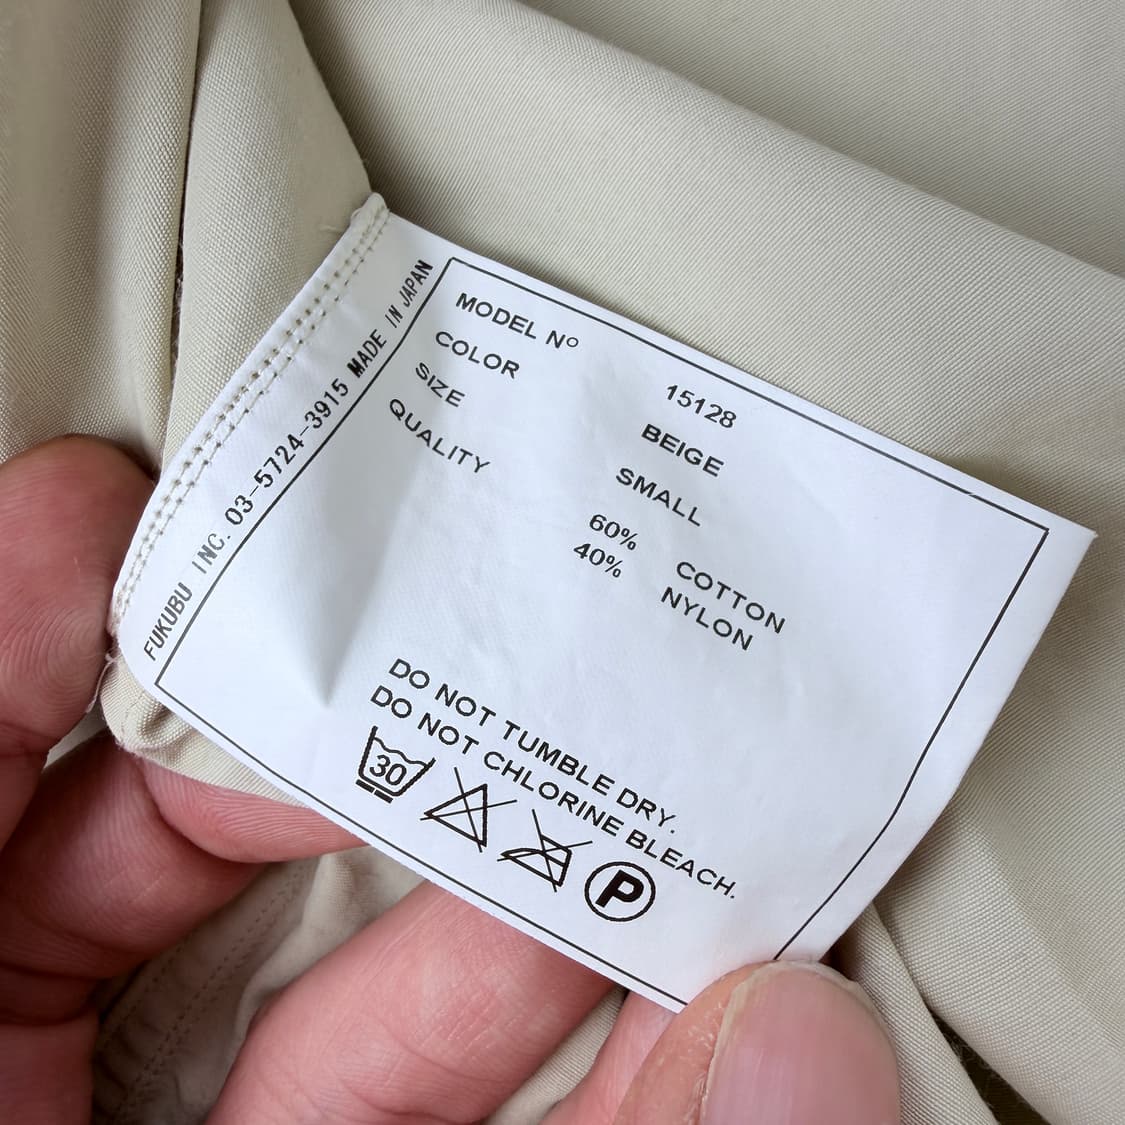 FUKUBU INC. 03-5724-3915 MADE IN JAPAN
MODEL Nº 15128
COLOR BEIGE
SIZE SMALL
QUALITY 60% COTTON
40% NYLON
DO NOT TUMBLE DRY.
DO NOT CHLORINE BLEACH.
30
P